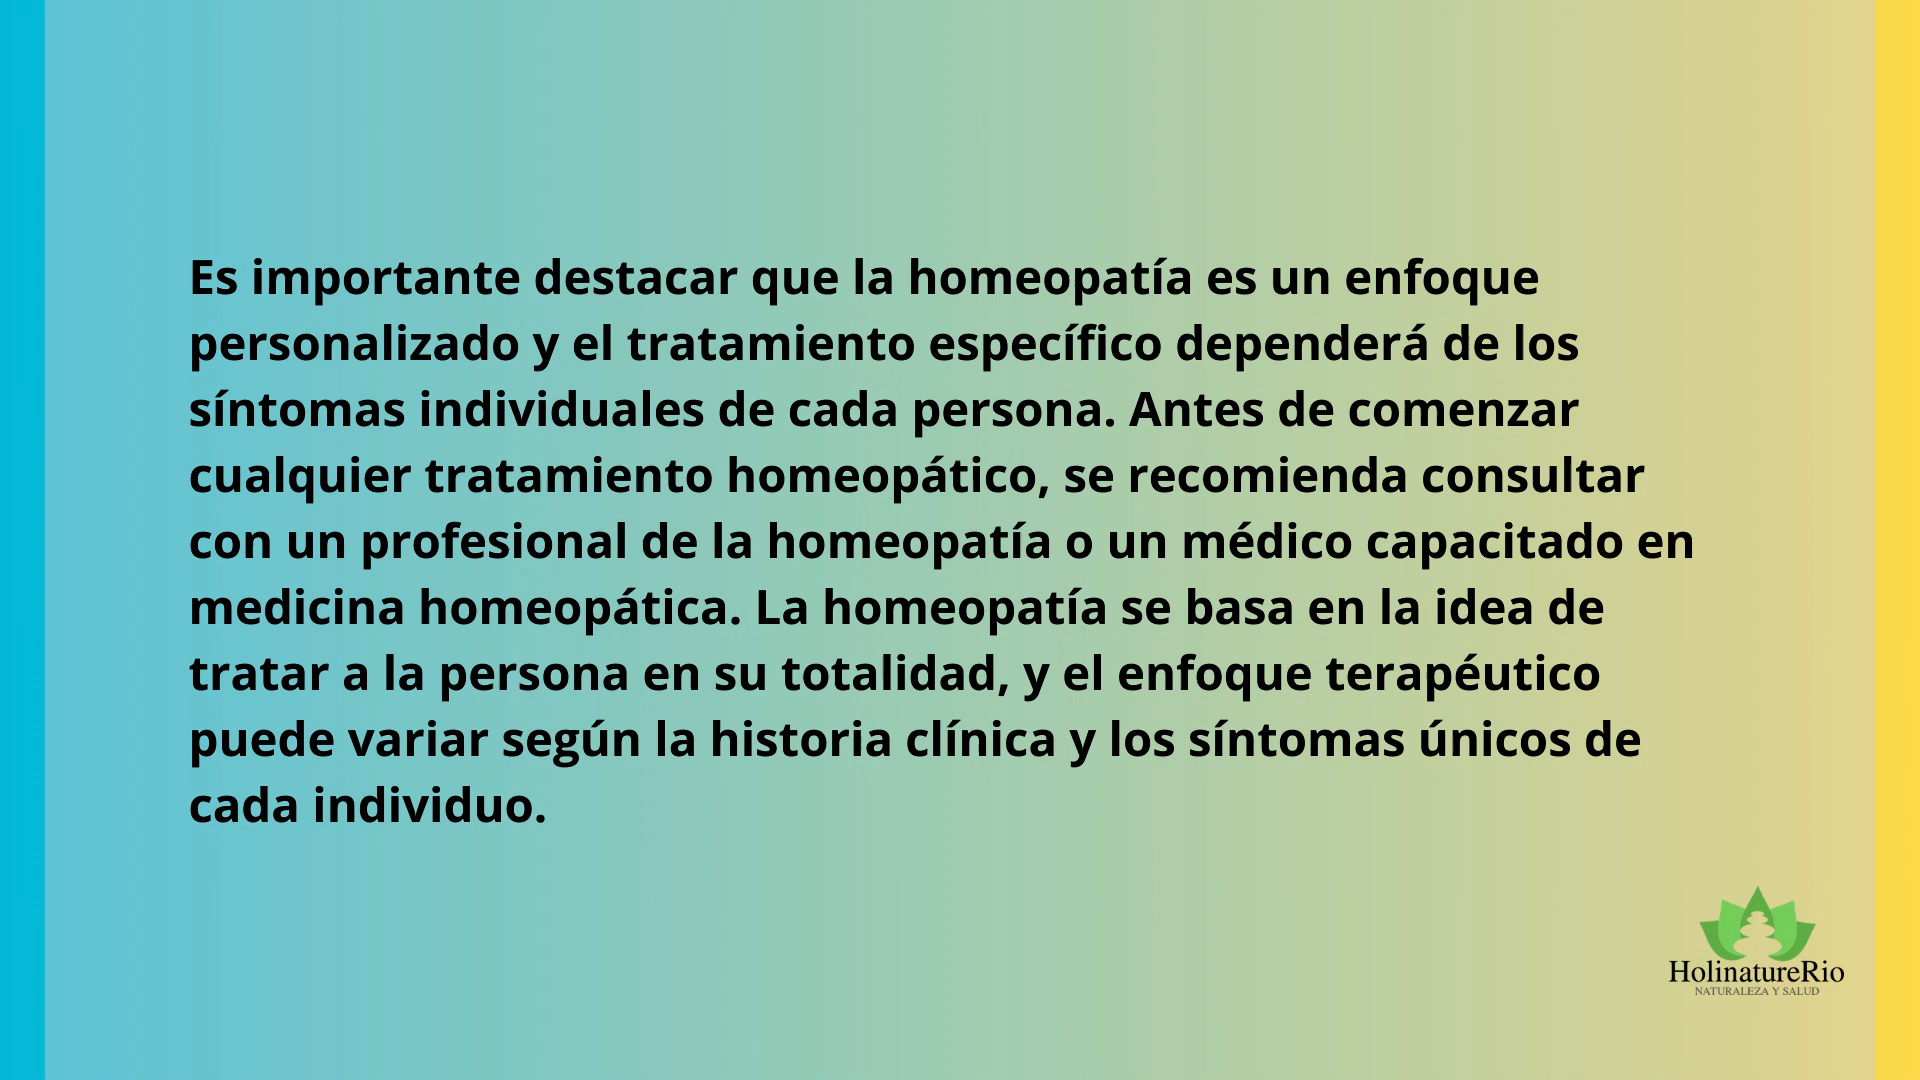 Es importante destacar que la homeopatía es un enfoque
personalizado y el tratamiento específico dependerá de los
síntomas individuales de cada persona. Antes de comenzar
cualquier tratamiento homeopático, se recomienda consultar
con un profesional de la homeopatía o un médico capacitado en
medicina homeopática. La homeopatía se basa en la idea de
tratar a la persona en su totalidad, y el enfoque terapéutico
puede variar según la historia clínica y los síntomas únicos de
cada individuo.
HolinatureRio
NATURALEZA Y SALUD